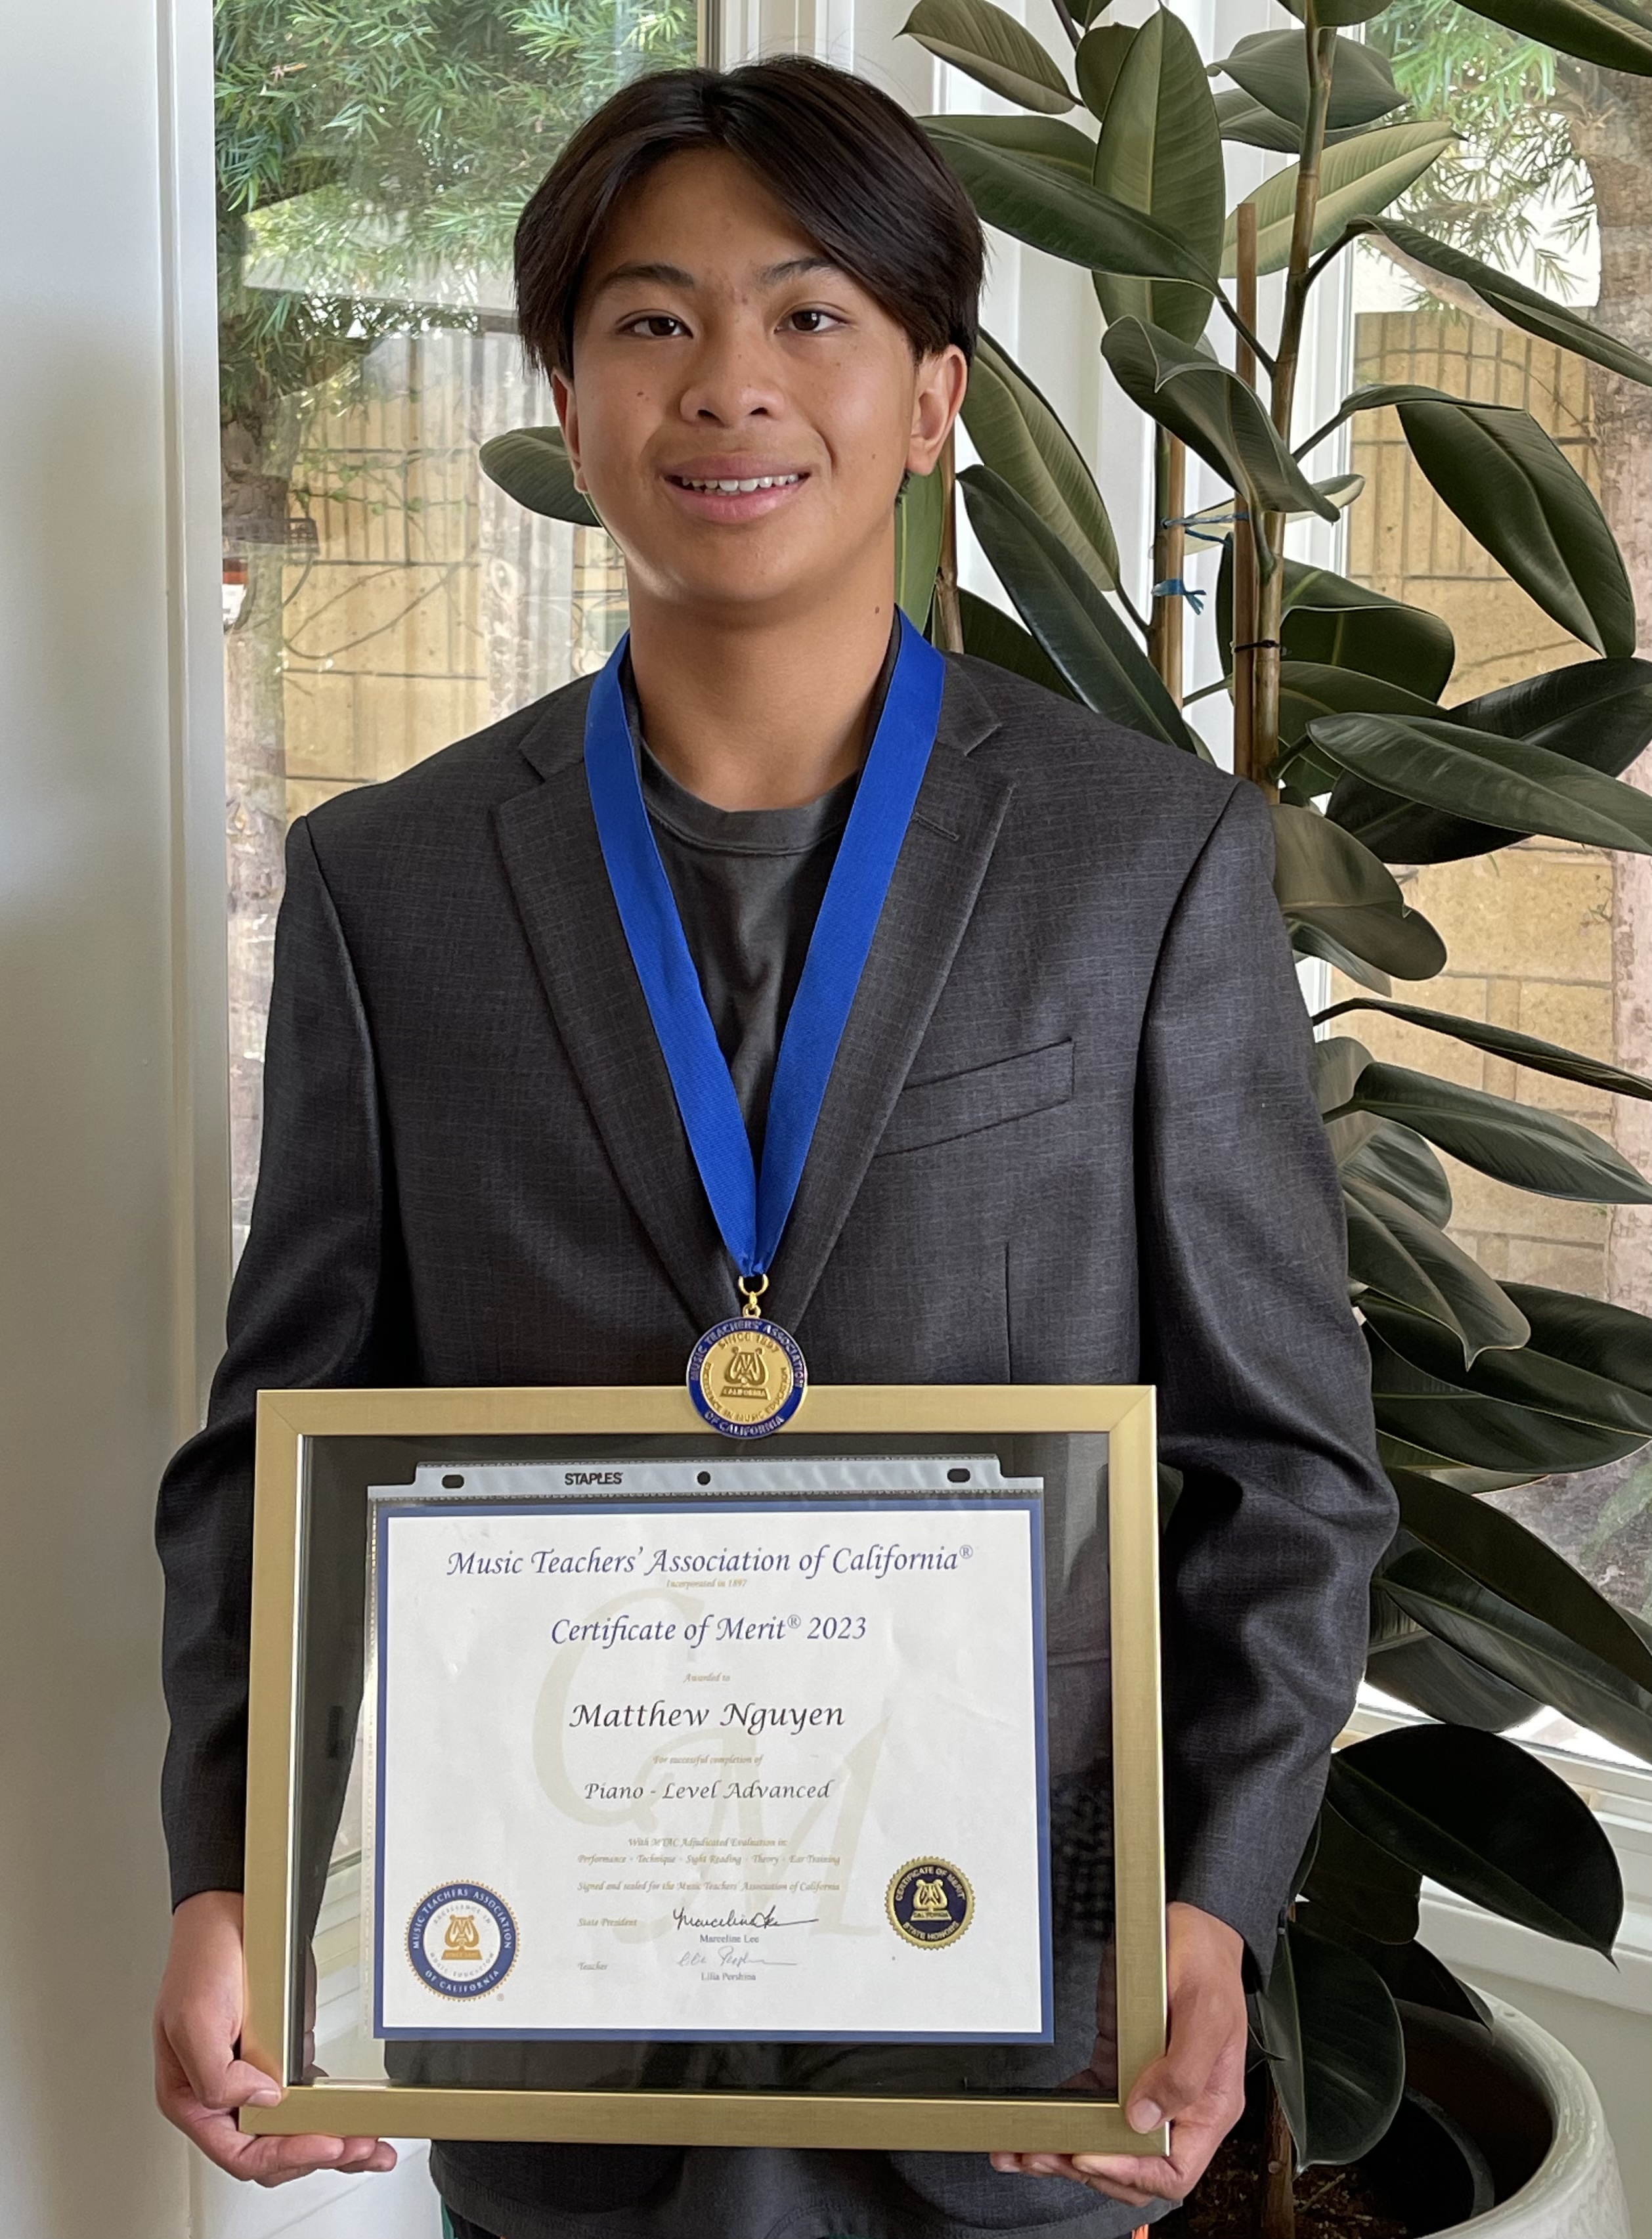 MUSIC TEACHERS' ASSOCIATION
SINCE 1897
CALIFORNIA
OF CALIFORNIA
STAPLES
Music Teachers' Association of California®
Incorporated in 1897
Certificate of Merit® 2023
Awarded to
Matthew Nguyen
For successful completion of
Piano - Level Advanced
With MTAC Adjudicated Evaluation in:
Performance - Technique - Sight Reading - Theory - Ear Training
Signed and sealed for the Music Teachers' Association of California
State President
Marceline Lee
Teacher
Lilia Pershina
MUSIC TEACHERS' ASSOCIATION
EXCELLENCE IN
MUSIC EDUCATION
OF CALIFORNIA
®
CERTIFICATE OF MERIT
CALIFORNIA
STATE HONORS